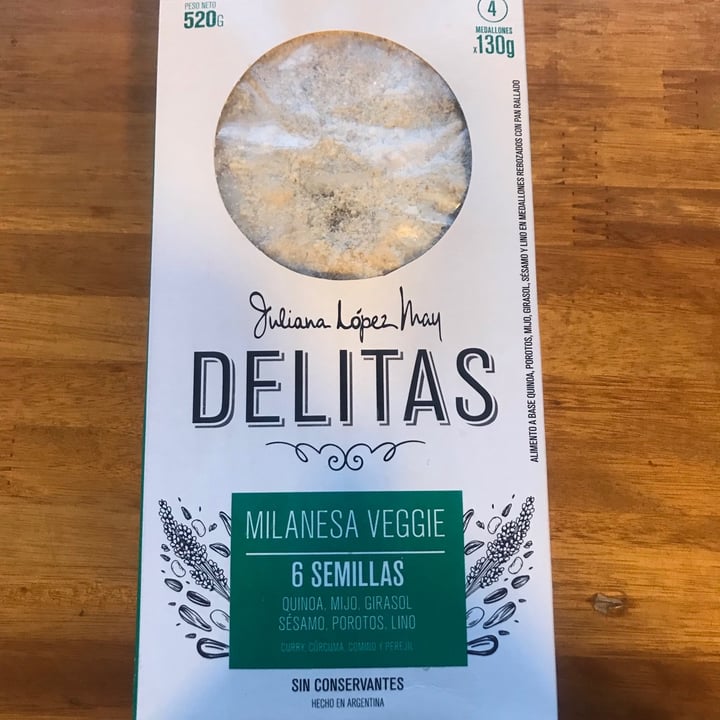 PESO NETO
520G
4
MEDALLONES
x130g
ALIMENTO A BASE QUINOA, POROTOS, MIJO, GIRASOL, SÉSAMO Y LINO EN MEDALLONES REBOZADOS CON PAN RALLADO
Juliana López May
DELITAS
MILANESA VEGGIE
6 SEMILLAS
QUINOA, MIJO, GIRASOL
SÉSAMO, POROTOS, LINO
CURRY, CÚRCUMA, COMINO Y PEREJIL
SIN CONSERVANTES
HECHO EN ARGENTINA